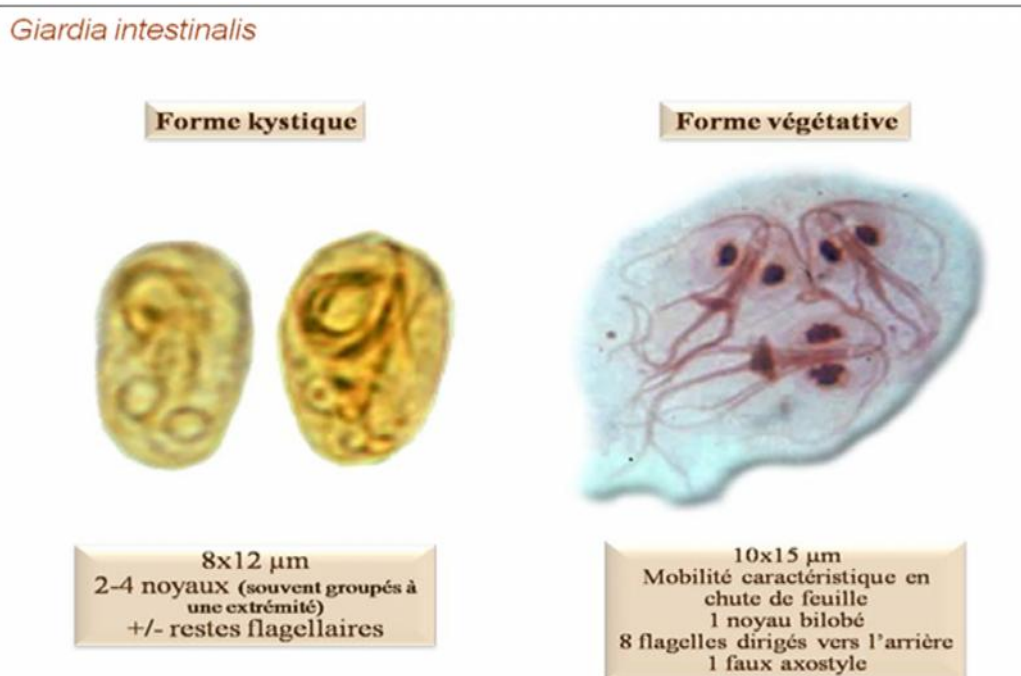 Giardia intestinalis
Forme kystique
Forme végétative
8x12 µm
2-4 noyaux (souvent groupés à
une extrémité)
+/- restes flagellaires
10x15 µm
Mobilité caractéristique en
chute de feuille
1 noyau bilobé
8 flagelles dirigés vers l'arrière
1 faux axostyle